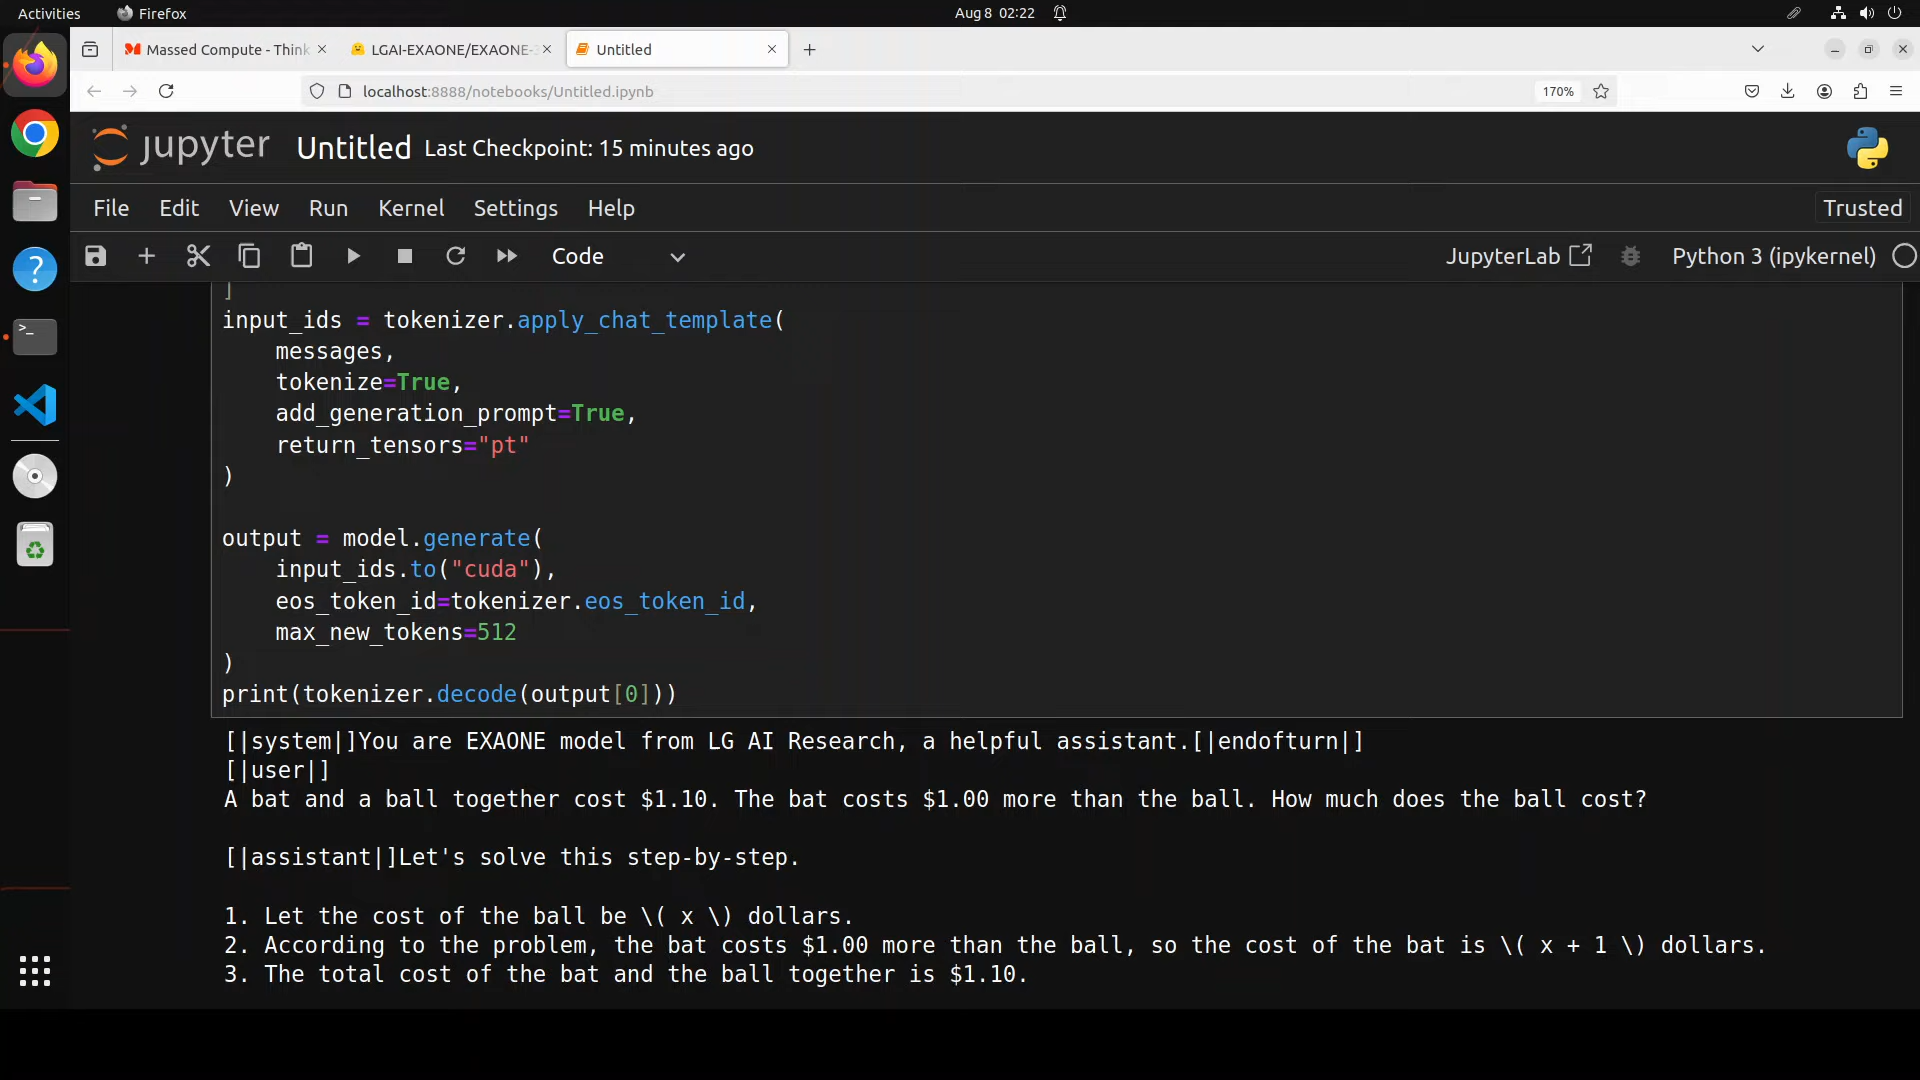 Activities
Firefox
Aug 8 02:22
Massed Compute - Think
LGAI-EXAONE/EXAONE-3
Untitled
localhost:8888/notebooks/Untitled.ipynb
170%
jupyter
Untitled
Last Checkpoint: 15 minutes ago
File
Edit
View
Run
Kernel
Settings
Help
Trusted
Code
JupyterLab
Python 3 (ipykernel)
]
input_ids = tokenizer.apply_chat_template(
    messages,
    tokenize=True,
    add_generation_prompt=True,
    return_tensors="pt"
)
output = model.generate(
    input_ids.to("cuda"),
    eos_token_id=tokenizer.eos_token_id,
    max_new_tokens=512
)
print(tokenizer.decode(output[0]))
[|system|]You are EXAONE model from LG AI Research, a helpful assistant.[|endofturn|]
[|user|]
A bat and a ball together cost $1.10. The bat costs $1.00 more than the ball. How much does the ball cost?
[|assistant|]Let's solve this step-by-step.
1. Let the cost of the ball be \( x \) dollars.
2. According to the problem, the bat costs $1.00 more than the ball, so the cost of the bat is \( x + 1 \) dollars.
3. The total cost of the bat and the ball together is $1.10.